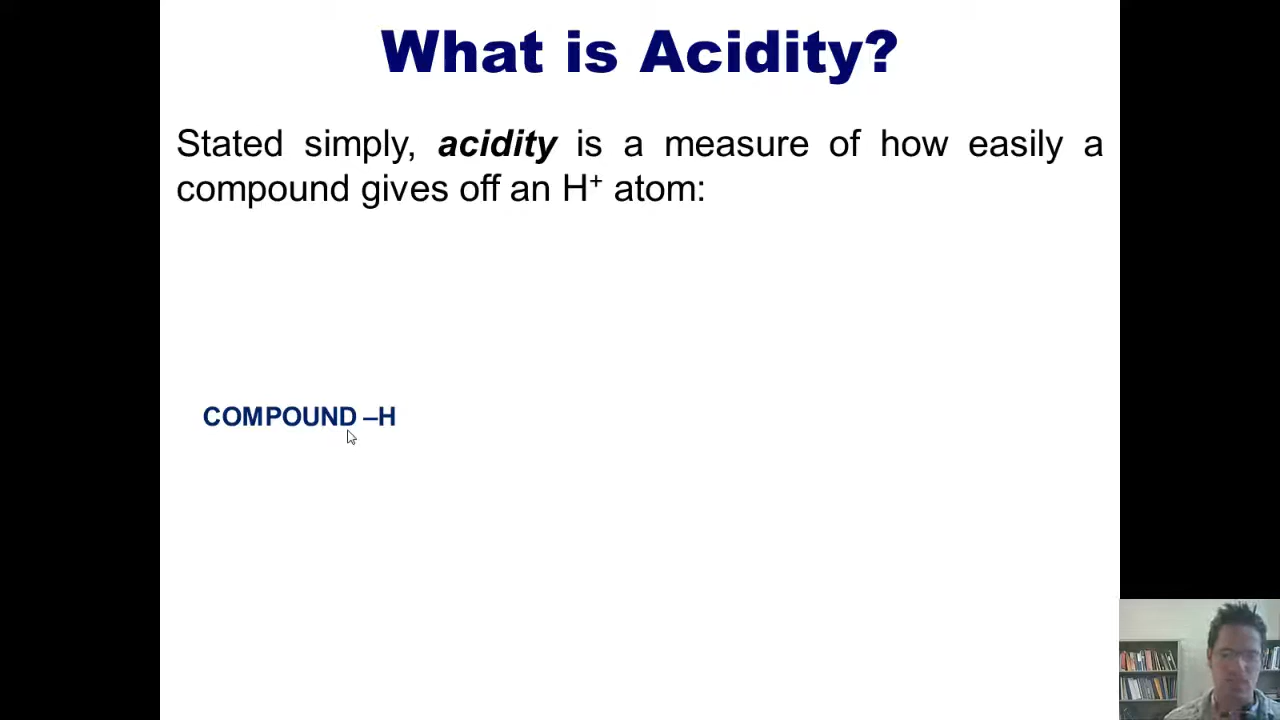 What is Acidity?
Stated simply, acidity is a measure of how easily a
compound gives off an H⁺ atom:
COMPOUND –H